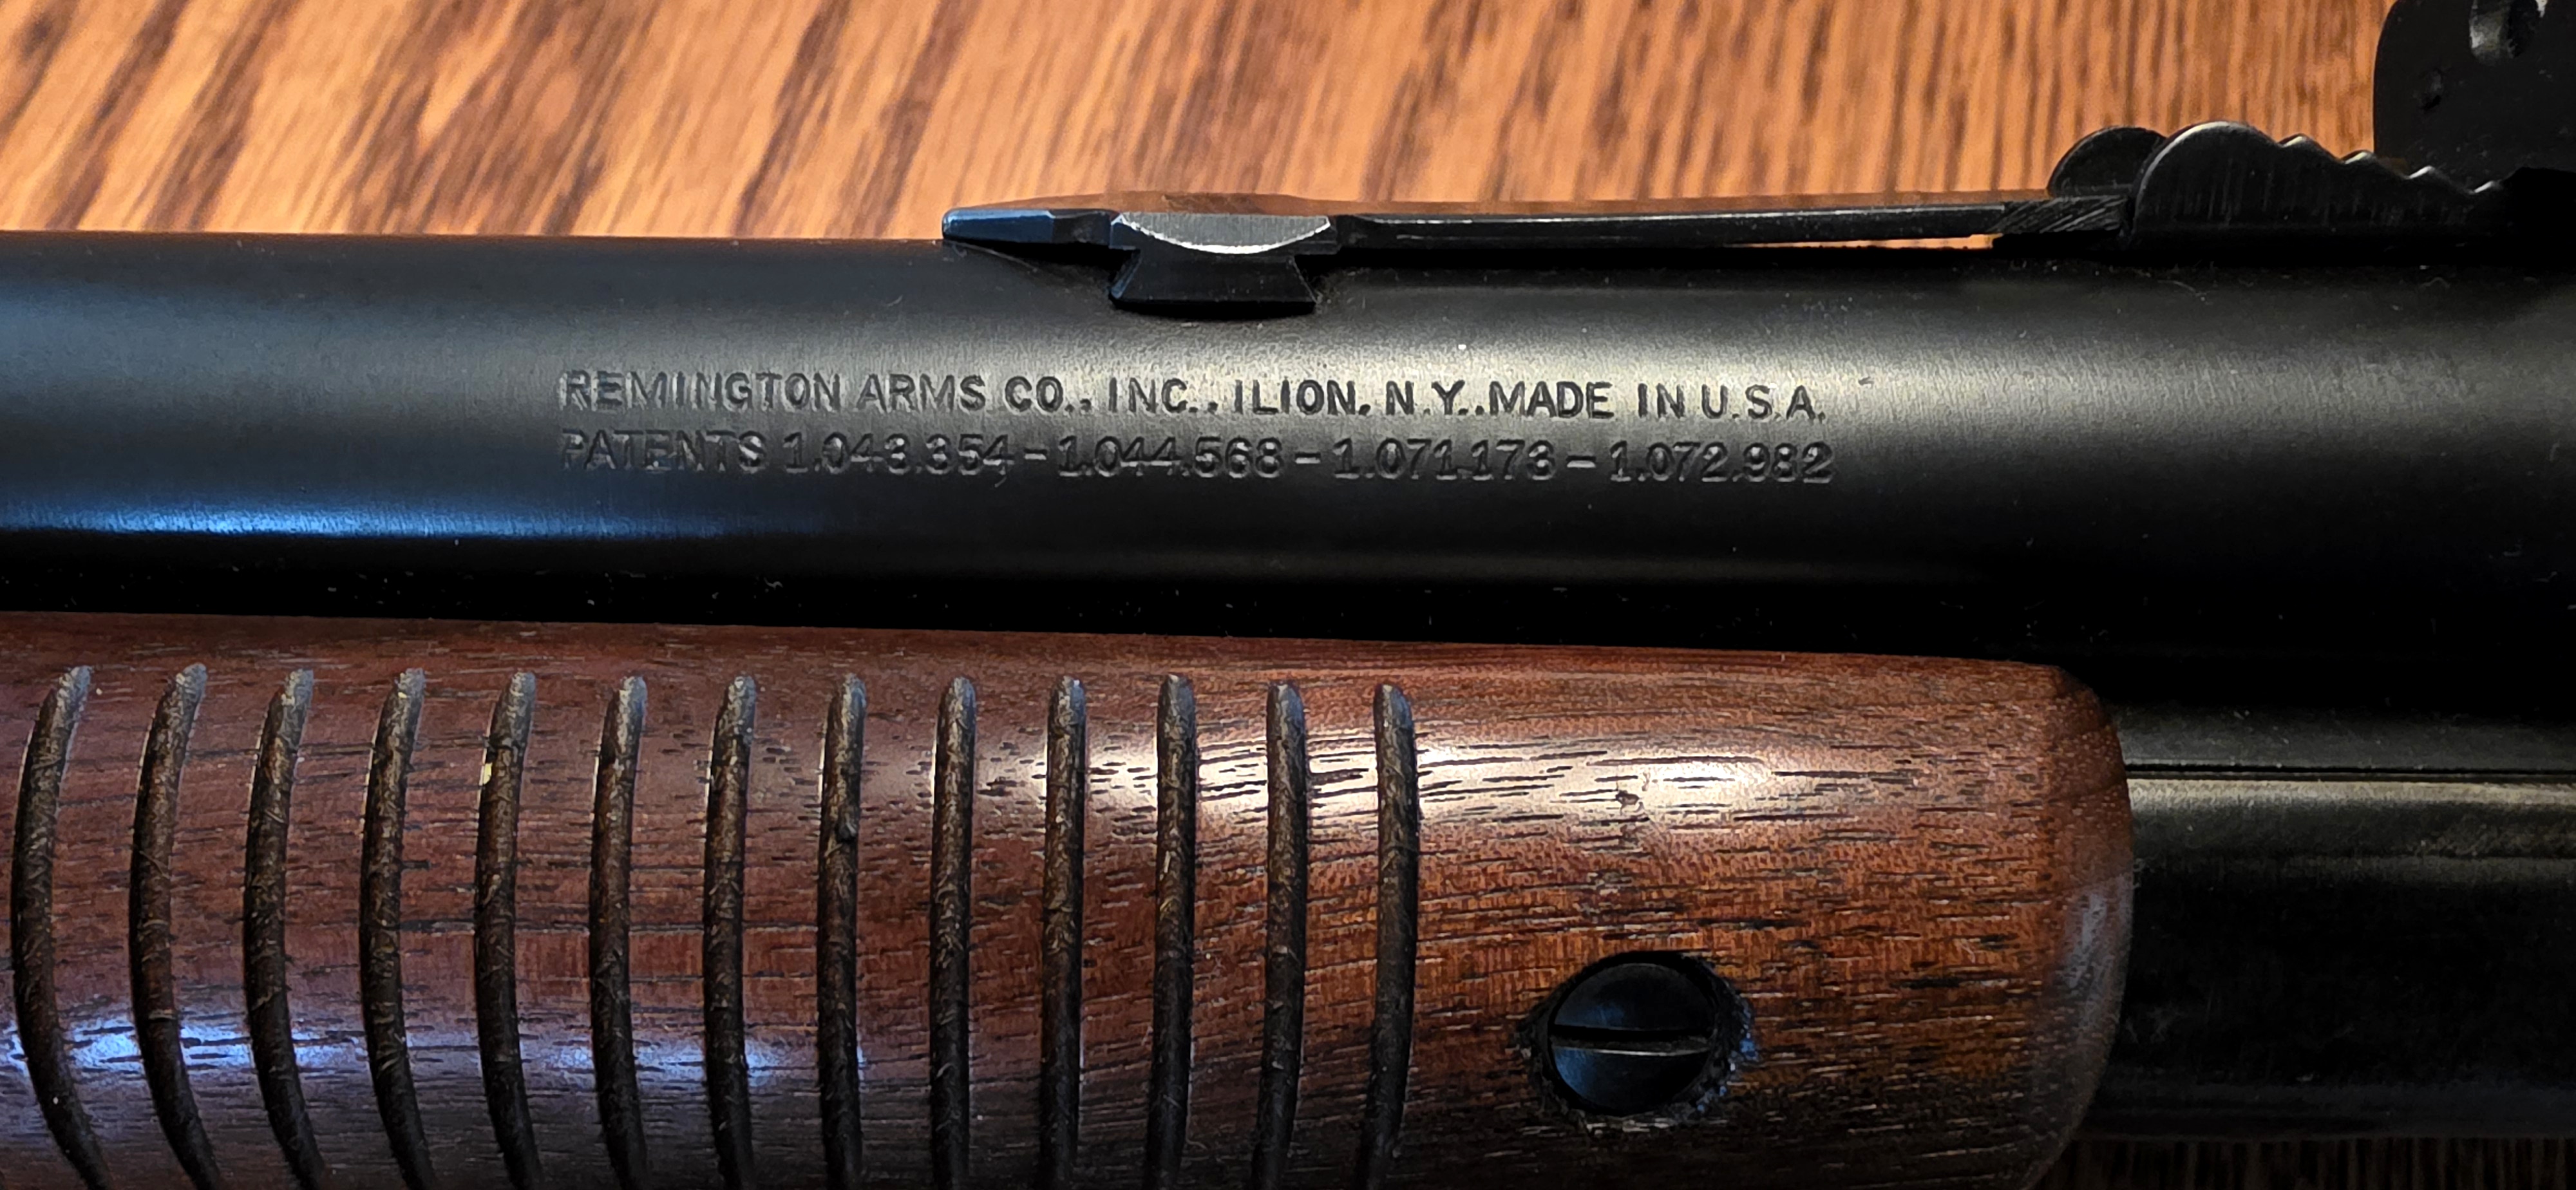 REMINGTON ARMS CO., INC., ILION, N.Y., MADE IN U.S.A.
PATENTS 1.043.354-1.044.568-1.071.173-1.072.982